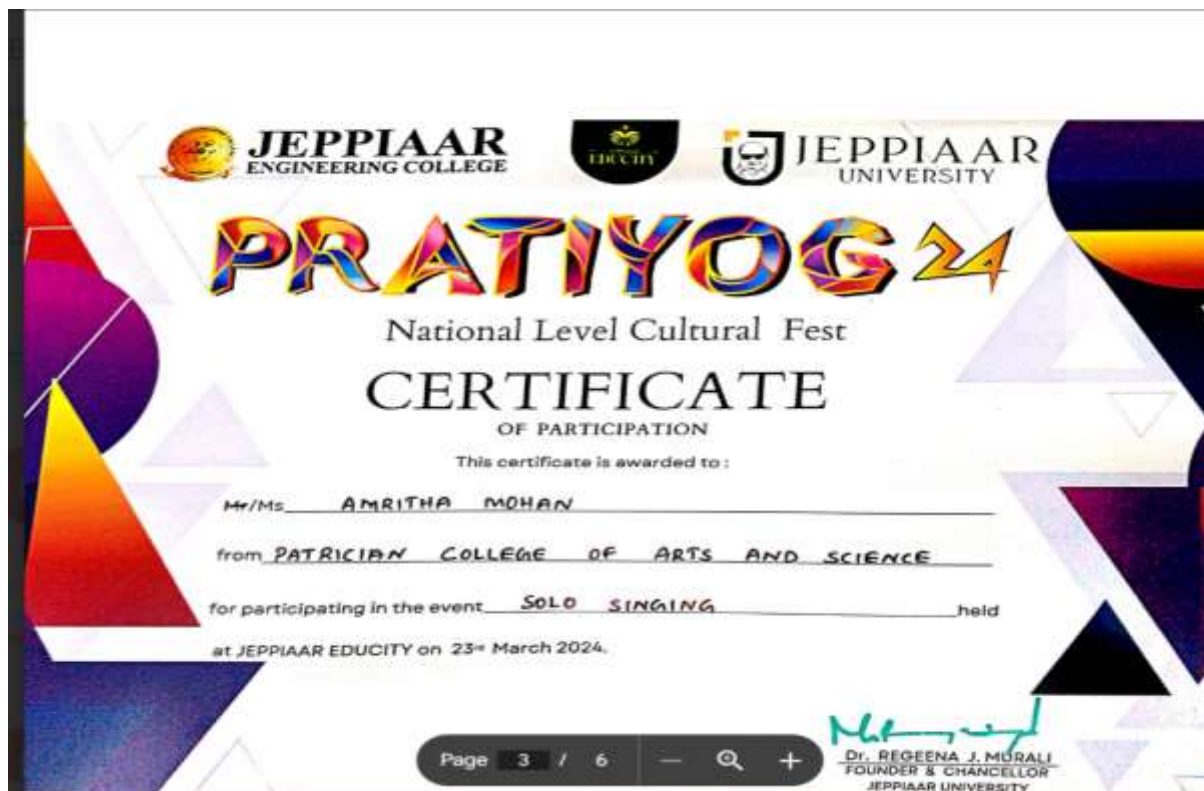 JEPPIAAR
ENGINEERING COLLEGE
EDUCITY
JEPPIAAR
UNIVERSITY
PRATIYOG 24
National Level Cultural Fest
CERTIFICATE
OF PARTICIPATION
This certificate is awarded to :
Mr/Ms AMRITHA MOHAN
from PATRICIAN COLLEGE OF ARTS AND SCIENCE
for participating in the event SOLO SINGING held
at JEPPIAAR EDUCITY on 23rd March 2024.
Dr. REGEENA J. MURALI
FOUNDER & CHANCELLOR
JEPPIAAR UNIVERSITY
Page 3 / 6